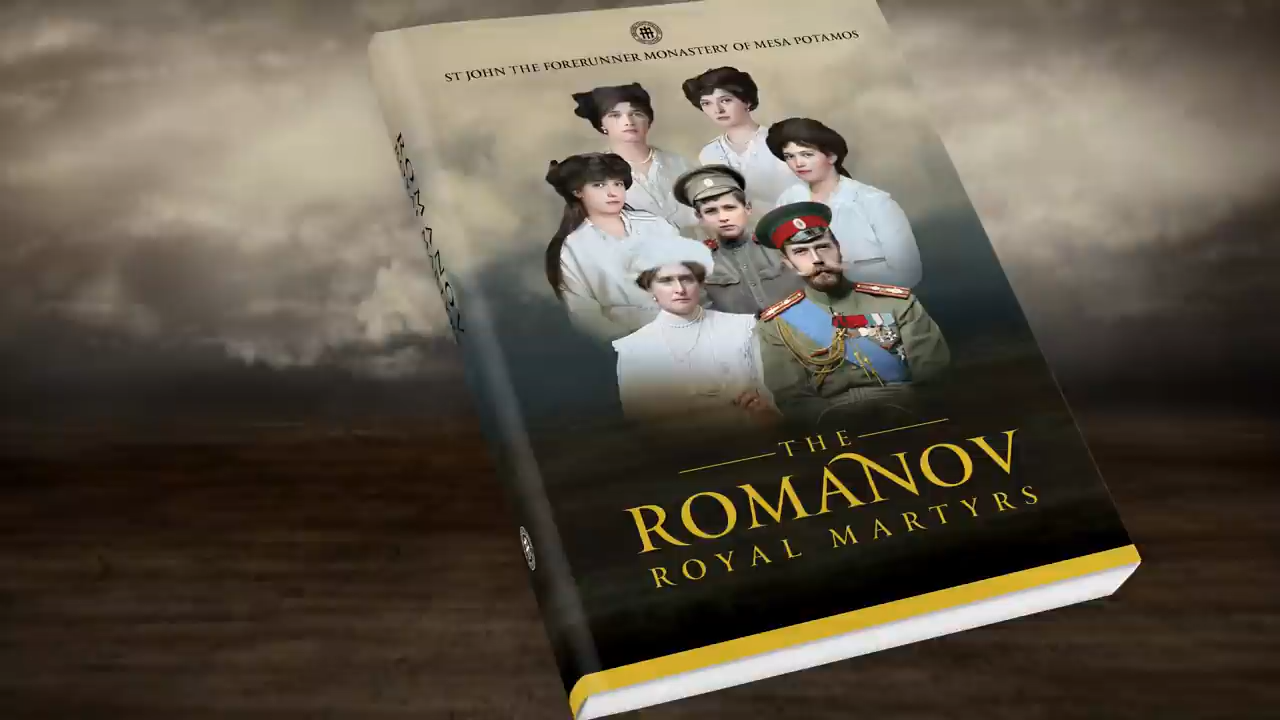 ST JOHN THE FORERUNNER MONASTERY OF MESA POTAMOS
THE
ROMANOV
ROYAL MARTYRS
ROMANOV